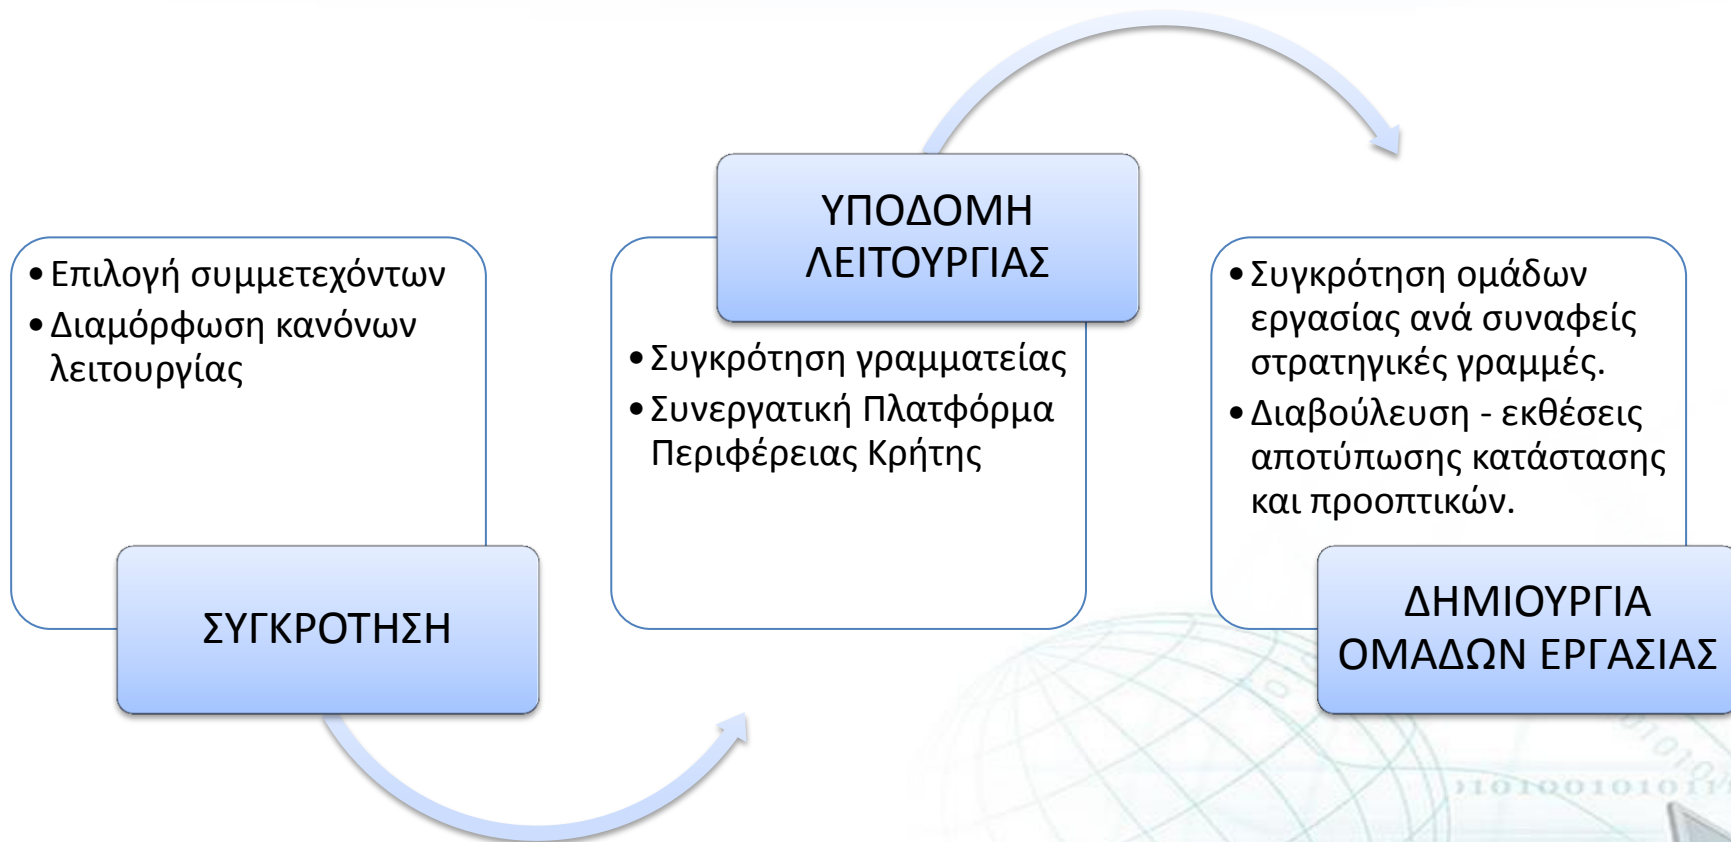 • Επιλογή συμμετεχόντων
• Διαμόρφωση κανόνων
λειτουργίας
ΣΥΓΚΡΟΤΗΣΗ
ΥΠΟΔΟΜΗ
ΛΕΙΤΟΥΡΓΙΑΣ
• Συγκρότηση γραμματείας
• Συνεργατική Πλατφόρμα
Περιφέρειας Κρήτης
• Συγκρότηση ομάδων
εργασίας ανά συναφείς
στρατηγικές γραμμές.
• Διαβούλευση - εκθέσεις
αποτύπωσης κατάστασης
και προοπτικών.
ΔΗΜΙΟΥΡΓΙΑ
ΟΜΑΔΩΝ ΕΡΓΑΣΙΑΣ